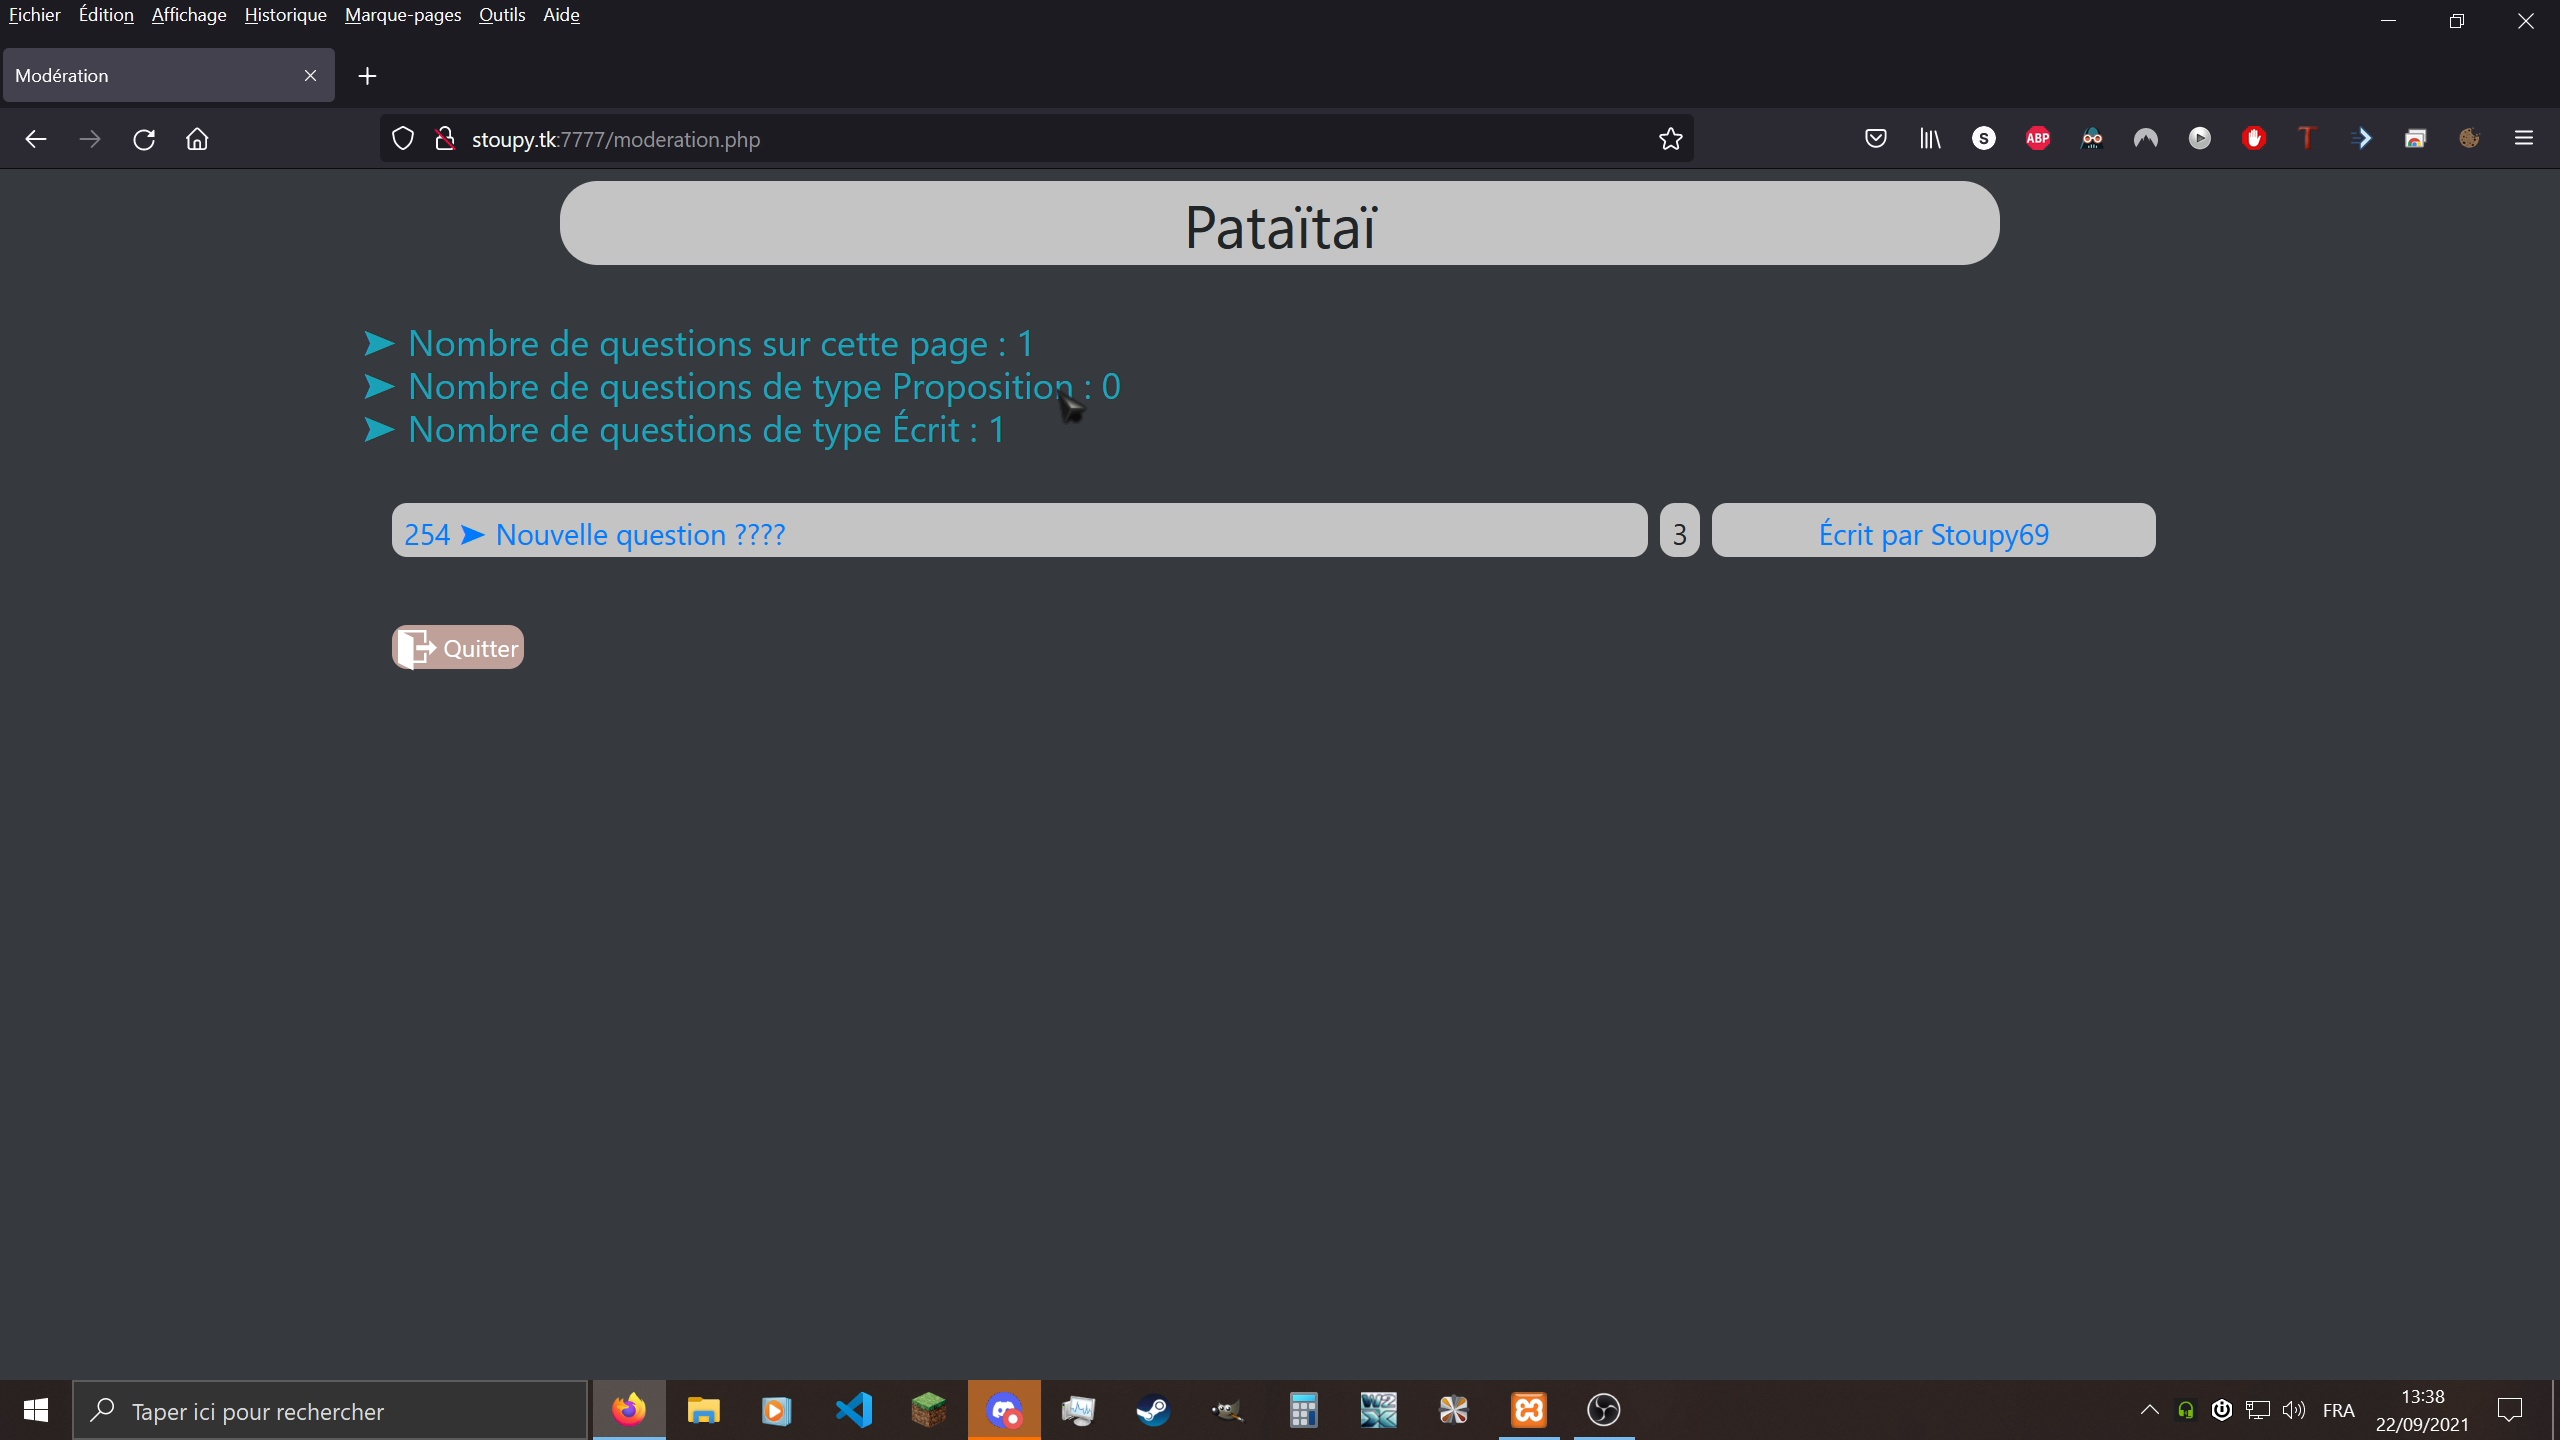 Fichier Édition Affichage Historique Marque-pages Outils Aide
Modération
stoupy.tk:7777/moderation.php
S ABP T
Pataïtaï
➤ Nombre de questions sur cette page : 1
➤ Nombre de questions de type Proposition : 0
➤ Nombre de questions de type Écrit : 1
254 ➤ Nouvelle question ???? 3 Écrit par Stoupy69
Quitter
Taper ici pour rechercher
FRA
13:38
22/09/2021